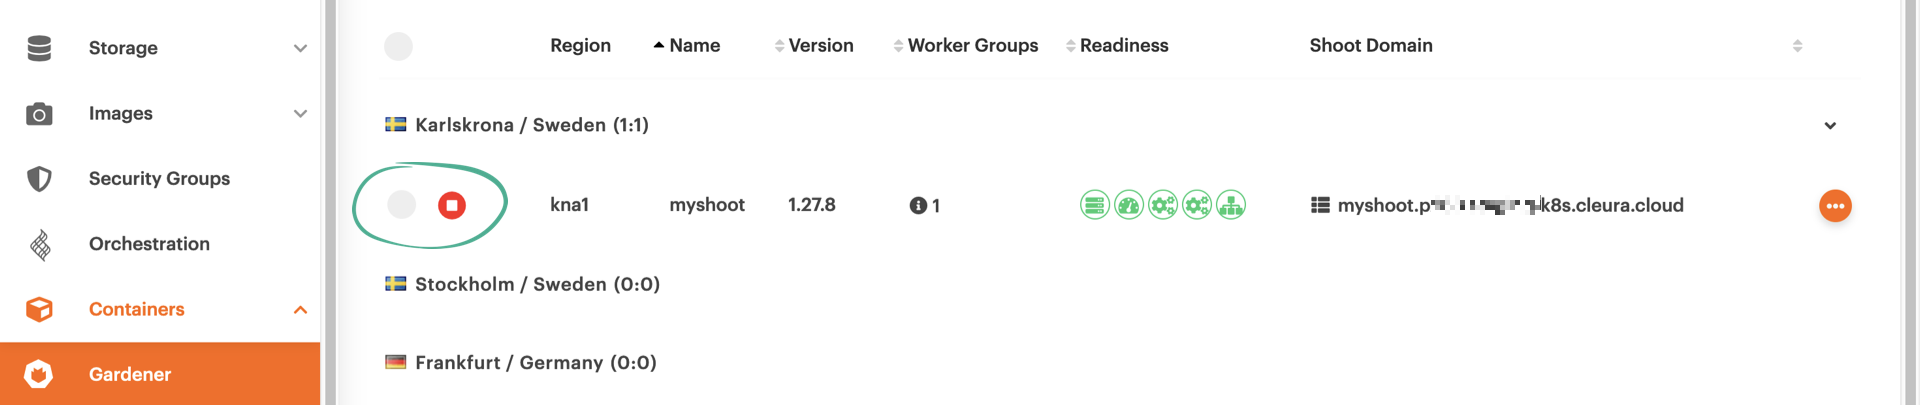 Storage
Images
Security Groups
Orchestration
Containers
Gardener
Region Name Version Worker Groups Readiness Shoot Domain
Karlskrona / Sweden (1:1)
kna1 myshoot 1.27.8 1 myshoot.p k8s.cleura.cloud
Stockholm / Sweden (0:0)
Frankfurt / Germany (0:0)